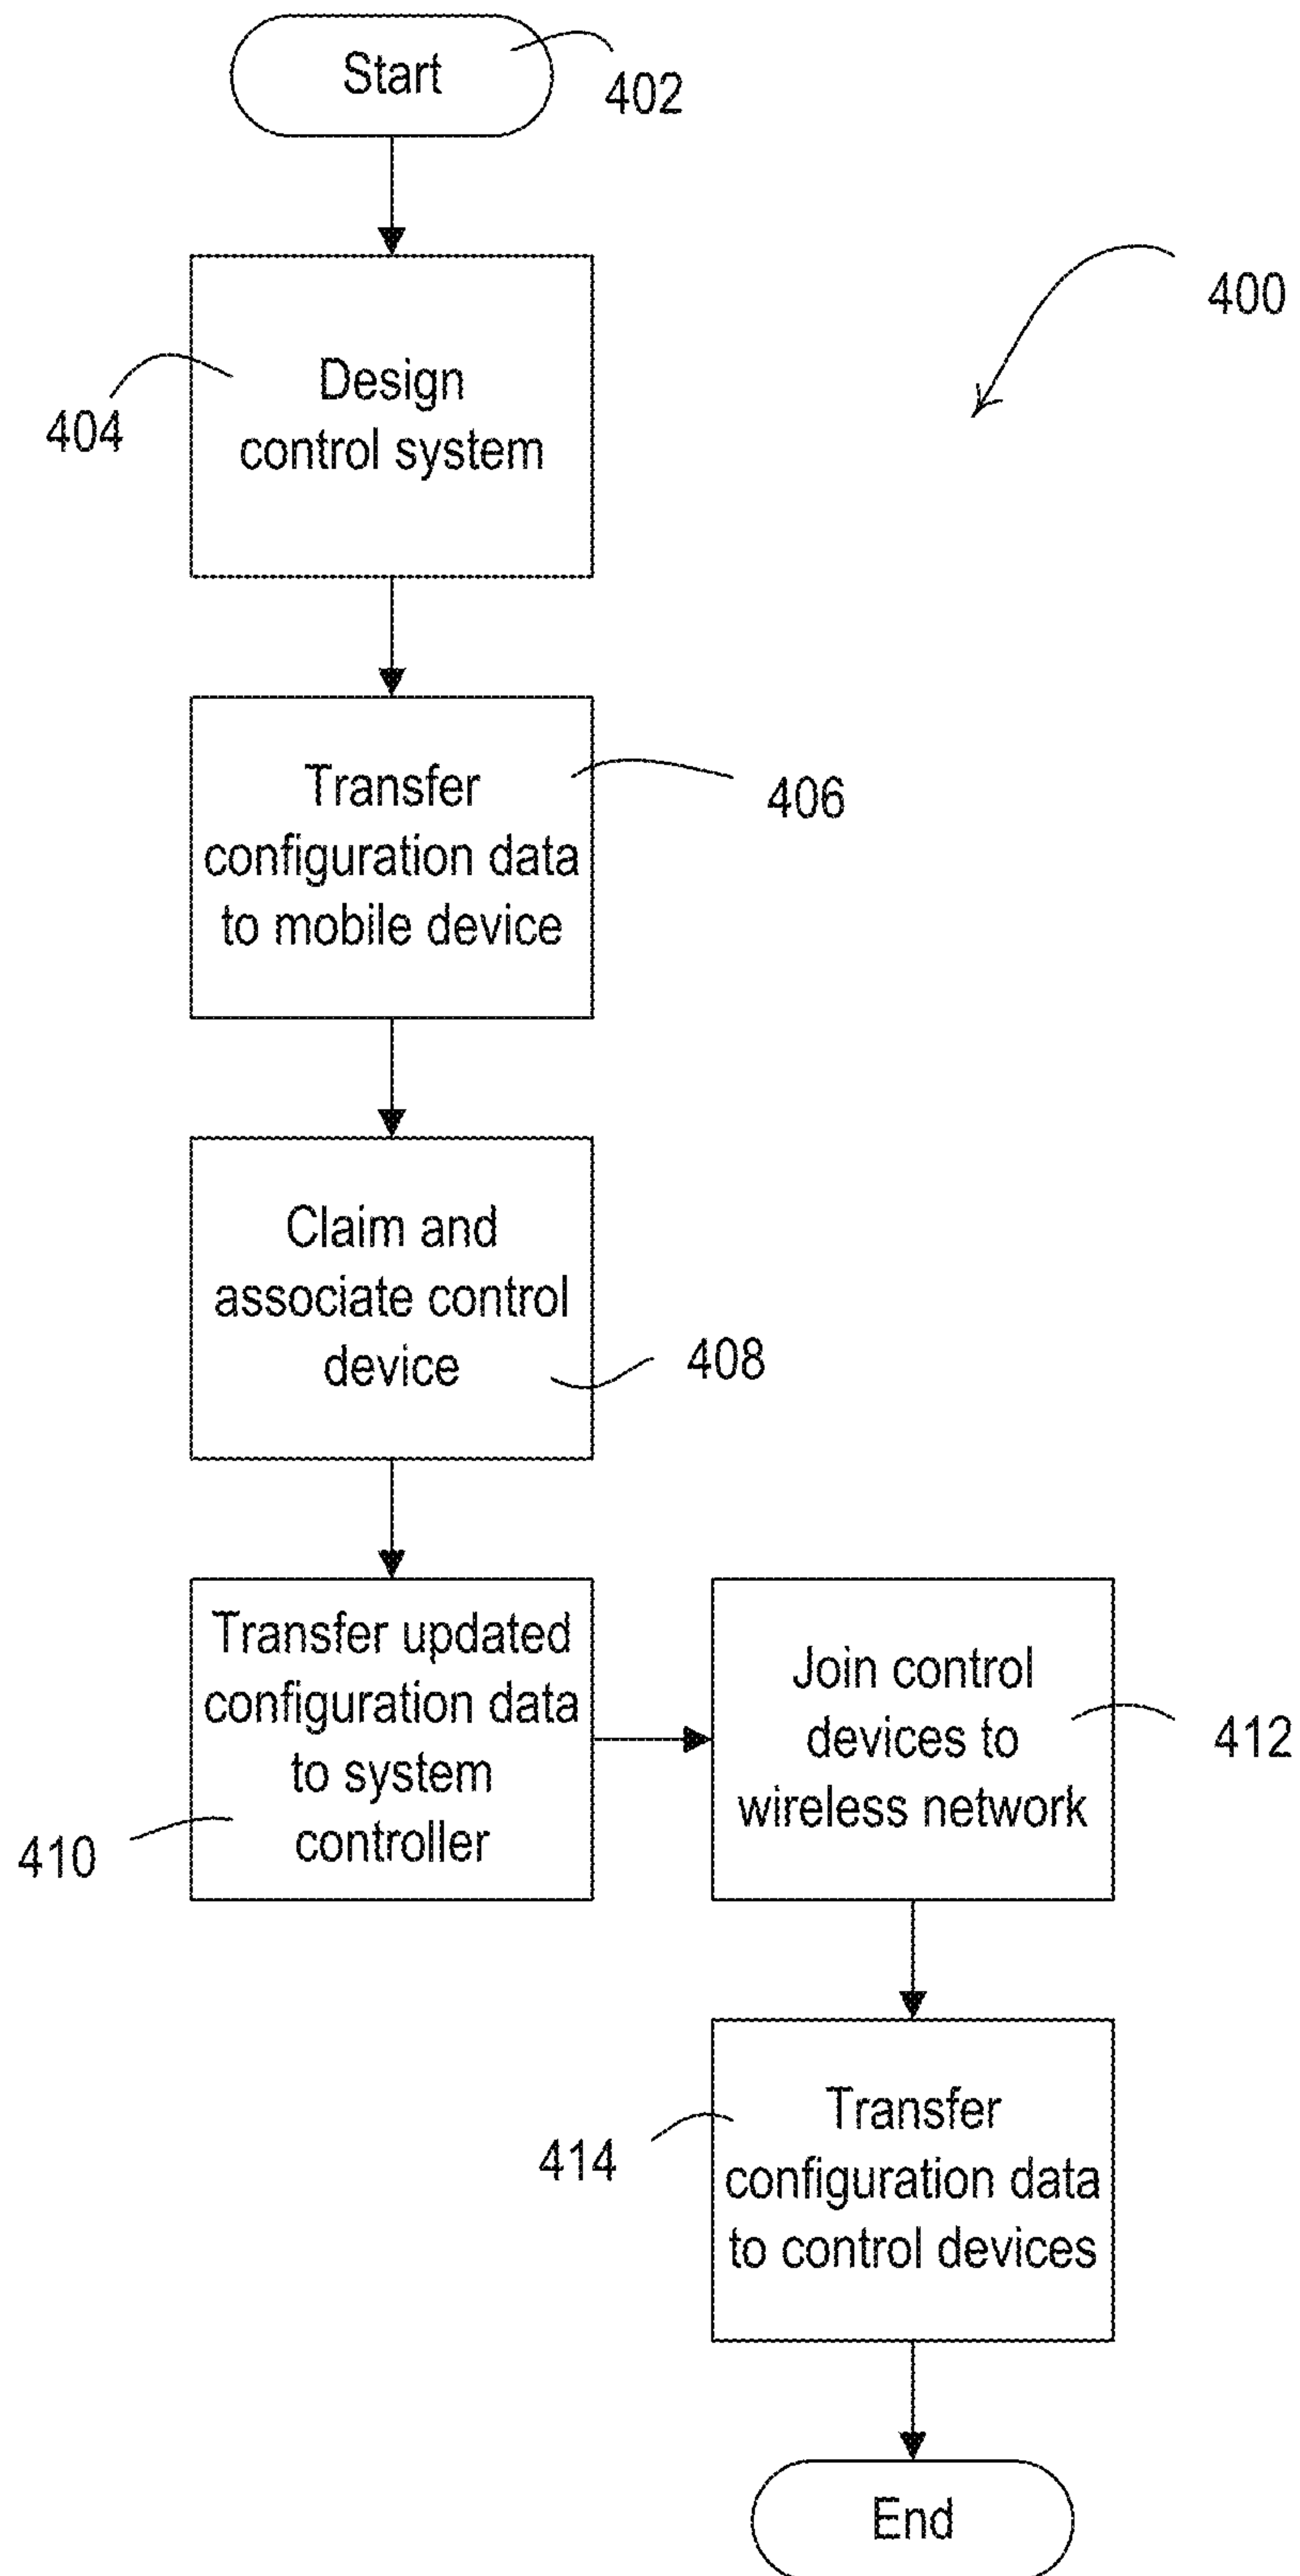 Start
402
400
Design
control system
404
Transfer
configuration data
to mobile device
406
Claim and
associate control
device
408
Transfer updated
configuration data
to system
controller
410
Join control
devices to
wireless network
412
Transfer
configuration data
to control devices
414
End